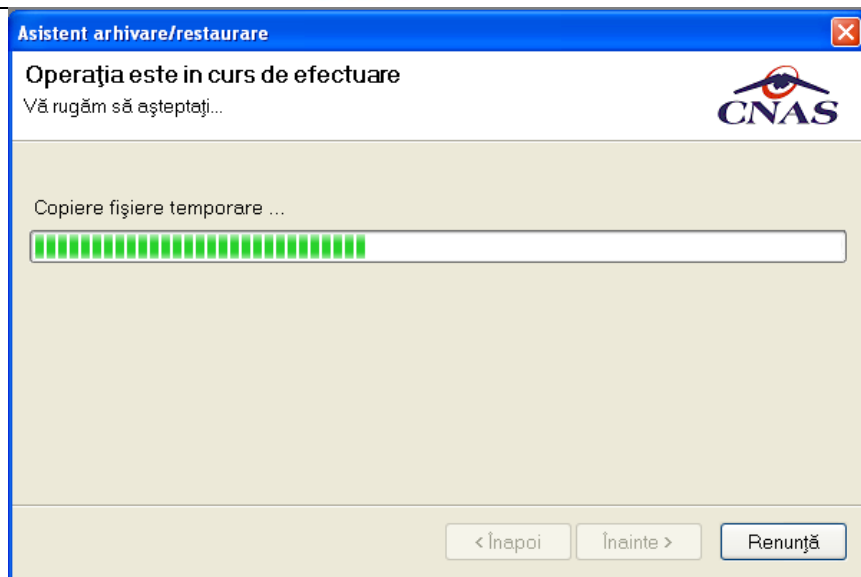 Asistent arhivare/restaurare
Operaţia este in curs de efectuare
Vă rugăm să aşteptaţi...
CNAS
Copiere fişiere temporare ...
< Înapoi
Înainte >
Renunţă